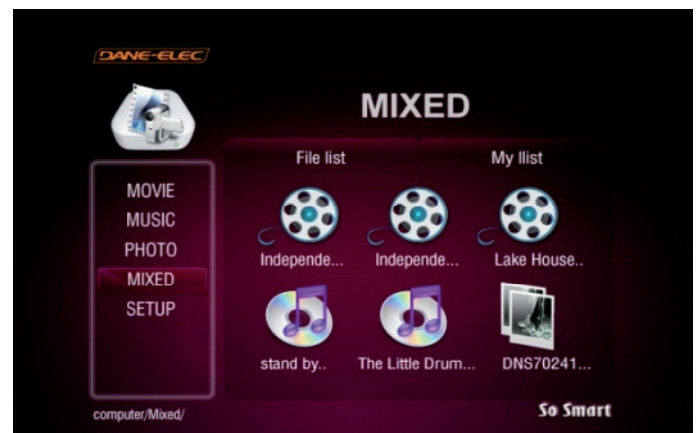 DANE-ELEC
MIXED
File list
My llist
MOVIE
MUSIC
PHOTO
MIXED
SETUP
Independe...
Independe...
Lake House..
stand by..
The Little Drum...
DNS70241...
computer/Mixed/
So Smart